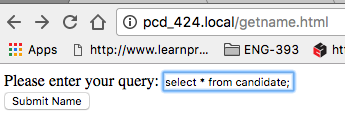 pcd_424.local/getname.html
Apps http://www.learnpr... ENG-393
Please enter your query: select * from candidate;
Submit Name